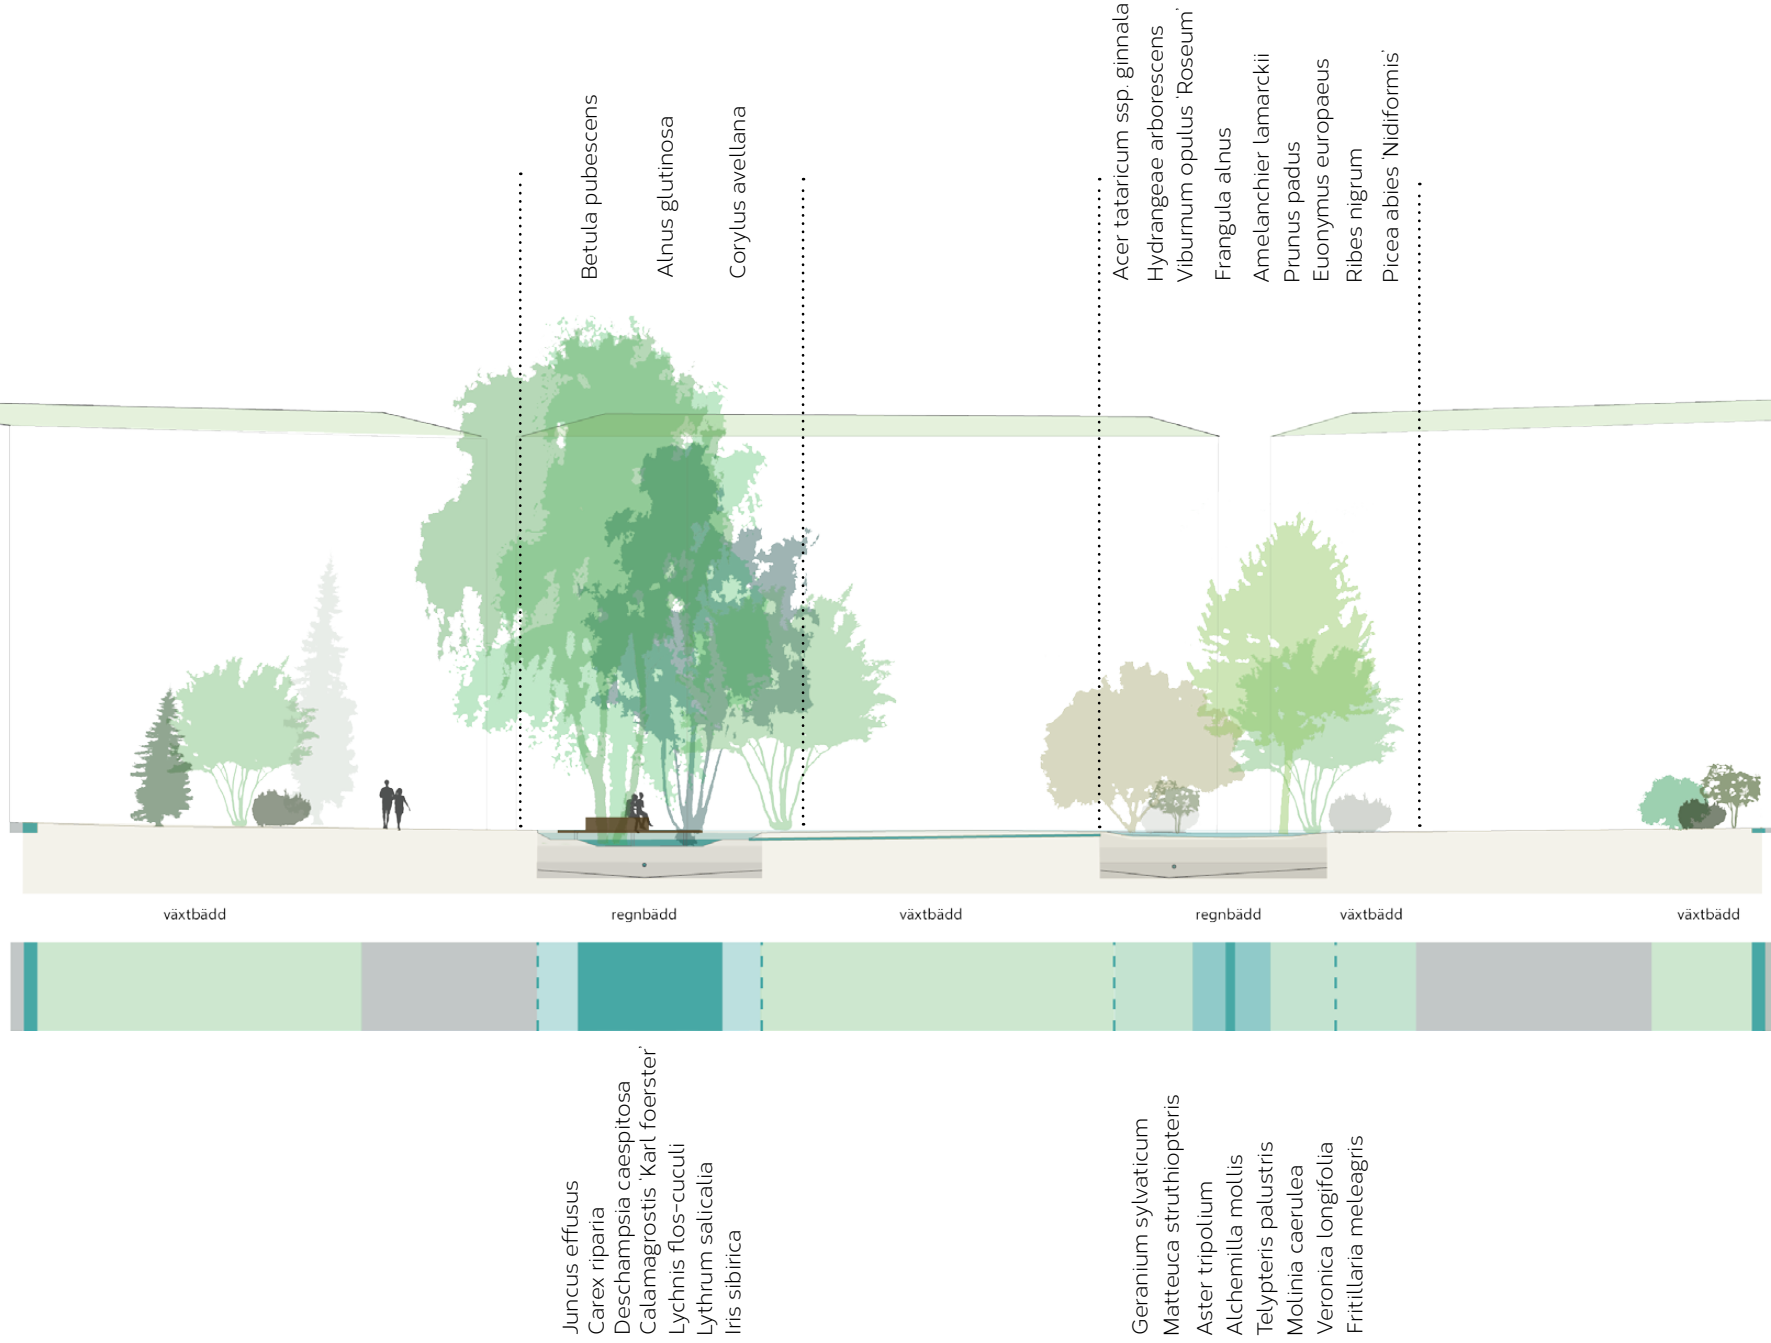 Betula pubescens
Alnus glutinosa
Corylus avellana
Acer tataricum ssp. ginnala
Hydrangeae arborescens
Viburnum opulus 'Roseum'
Frangula alnus
Amelanchier lamarckii
Prunus padus
Euonymus europaeus
Ribes nigrum
Picea abies 'Nidiformis'
växtbädd
regnbädd
växtbädd
regnbädd
växtbädd
växtbädd
Juncus effusus
Carex riparia
Deschampsia caespitosa
Calamagrostis 'Karl foerster'
Lychnis flos-cuculi
Lythrum salicalia
Iris sibirica
Geranium sylvaticum
Matteuca struthiopteris
Aster tripolium
Alchemilla mollis
Telypteris palustris
Molinia caerulea
Veronica longifolia
Fritillaria meleagris